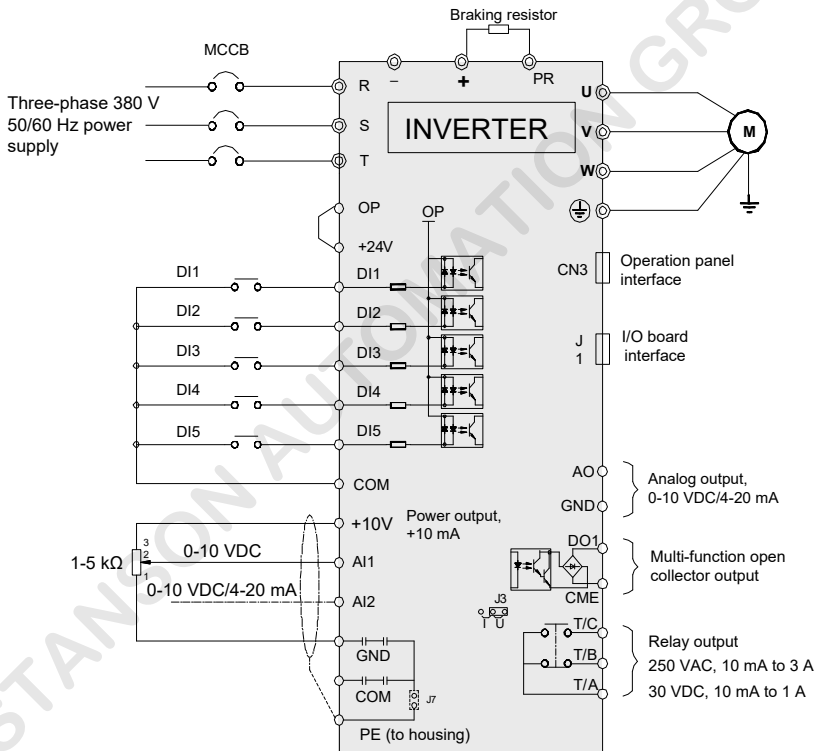 STANSON AUTOMATION GRO
Braking resistor
MCCB
Three-phase 380 V
50/60 Hz power
supply
R
S
T
−
+
PR
INVERTER
U
V
W
M
OP
+24V
OP
DI1
DI1
DI2
DI2
DI3
DI3
DI4
DI4
DI5
DI5
COM
CN3
Operation panel
interface
J
1
I/O board
interface
AO
GND
Analog output,
0-10 VDC/4-20 mA
+10V
Power output,
+10 mA
1-5 kΩ
3
2
1
0-10 VDC
AI1
0-10 VDC/4-20 mA
AI2
DO1
CME
Multi-function open
collector output
J3
I U
GND
COM
J7
PE (to housing)
T/C
T/B
T/A
Relay output
250 VAC, 10 mA to 3 A
30 VDC, 10 mA to 1 A